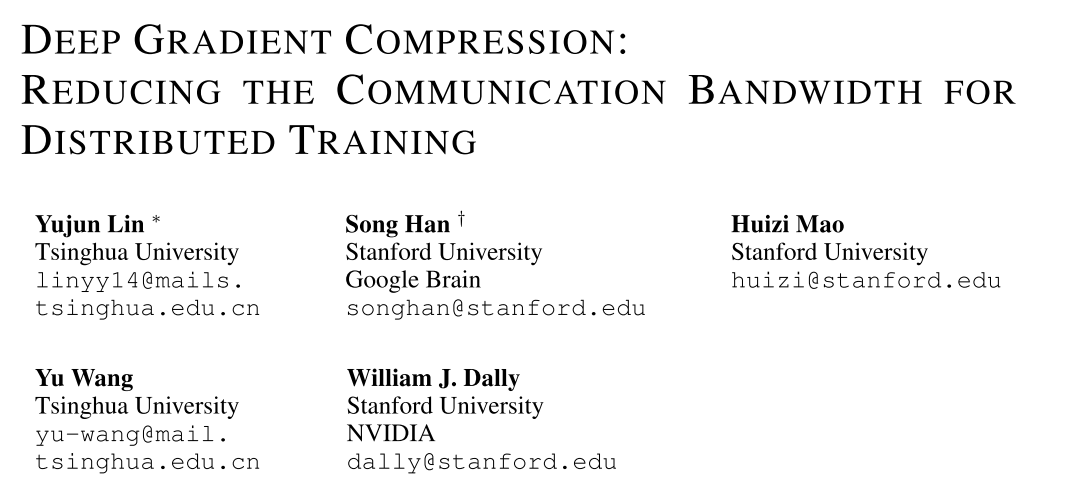 DEEP GRADIENT COMPRESSION:
REDUCING THE COMMUNICATION BANDWIDTH FOR
DISTRIBUTED TRAINING
Yujun Lin *
Tsinghua University
linyy14@mails.
tsinghua.edu.cn
Song Han †
Stanford University
Google Brain
songhan@stanford.edu
Huizi Mao
Stanford University
huizi@stanford.edu
Yu Wang
Tsinghua University
yu-wang@mail.
tsinghua.edu.cn
William J. Dally
Stanford University
NVIDIA
dally@stanford.edu